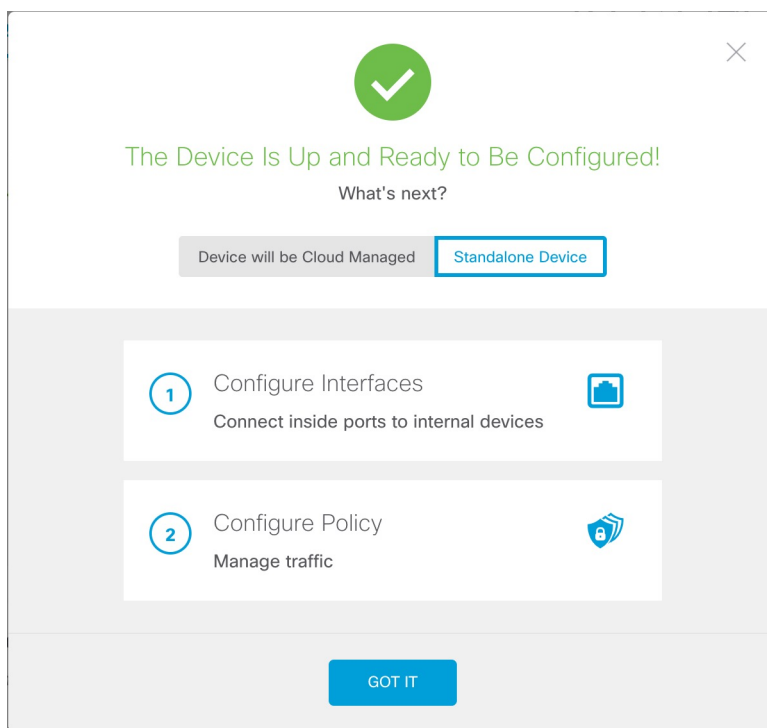 The Device Is Up and Ready to Be Configured!
What's next?
Device will be Cloud Managed
Standalone Device
1
Configure Interfaces
Connect inside ports to internal devices
2
Configure Policy
Manage traffic
GOT IT